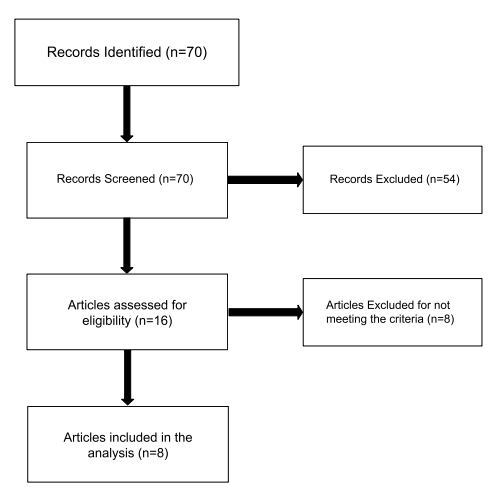 Records Identified (n=70)
Records Screened (n=70)
Records Excluded (n=54)
Articles assessed for
eligibility (n=16)
Articles Excluded for not
meeting the criteria (n=8)
Articles included in the
analysis (n=8)